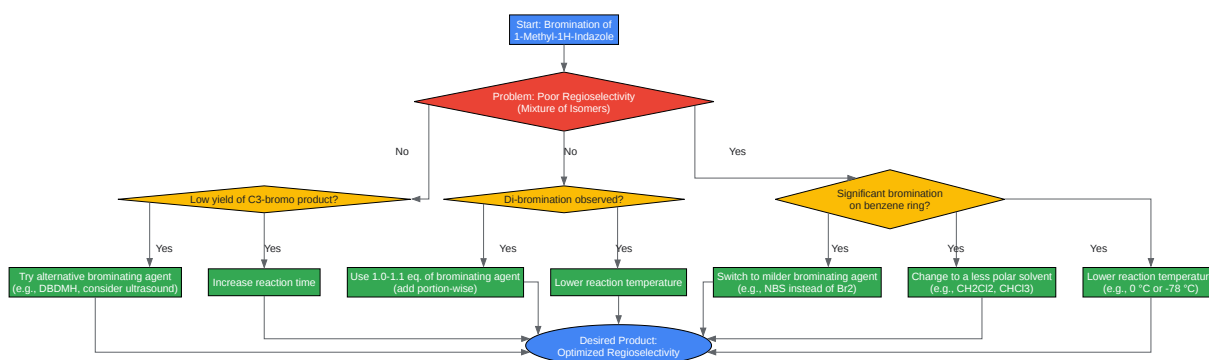 Start: Bromination of
1-Methyl-1H-Indazole
Problem: Poor Regioselectivity
(Mixture of Isomers)
No
No
Yes
Low yield of C3-bromo product?
Di-bromination observed?
Significant bromination
on benzene ring?
Yes
Yes
Yes
Yes
Yes
Yes
Yes
Try alternative brominating agent
(e.g., DBDMH, consider ultrasound)
Increase reaction time
Use 1.0-1.1 eq. of brominating agent
(add portion-wise)
Lower reaction temperature
Switch to milder brominating agent
(e.g., NBS instead of Br2)
Change to a less polar solvent
(e.g., CH2Cl2, CHCl3)
Lower reaction temperatur
(e.g., 0 °C or -78 °C)
Desired Product:
Optimized Regioselectivity